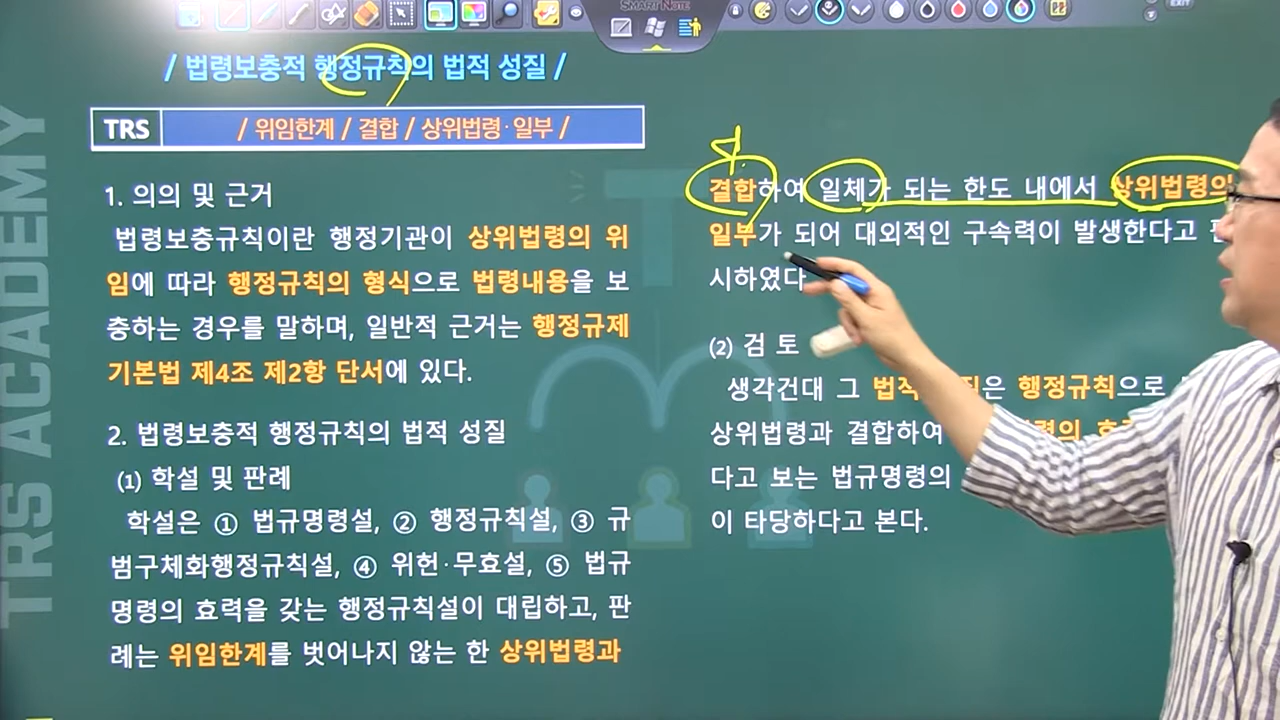 SMART NOTE
EXIT
/ 법령보충적 행정규칙의 법적 성질 /
TRS
/ 위임한계 / 결합 / 상위법령·일부 /
1. 의의 및 근거
법령보충규칙이란 행정기관이 상위법령의 위
임에 따라 행정규칙의 형식으로 법령내용을 보
충하는 경우를 말하며, 일반적 근거는 행정규제
기본법 제4조 제2항 단서에 있다.
2. 법령보충적 행정규칙의 법적 성질
(1) 학설 및 판례
학설은 ① 법규명령설, ② 행정규칙설, ③ 규
범구체화행정규칙설, ④ 위헌·무효설, ⑤ 법규
명령의 효력을 갖는 행정규칙설이 대립하고, 판
례는 위임한계를 벗어나지 않는 한 상위법령과
결합하여 일체가 되는 한도 내에서 상위법령의
일부가 되어 대외적인 구속력이 발생한다고
시하였다
(2) 검 토
생각건대 그 법적 은 행정규칙으로
상위법령과 결합하여
다고 보는 법규명령의
이 타당하다고 본다.
TRS ACADEMY